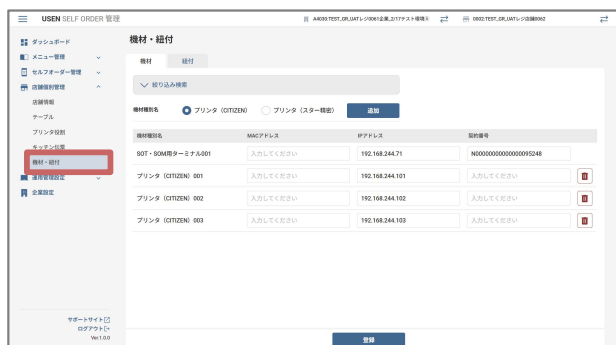 USEN SELF ORDER 管理
A4030:TEST_GR_UATレジ0061企業_2/17テスト環境※
0002:TEST_GR_UATレジ店舗0062
ダッシュボード
メニュー管理
セルフオーダー管理
店舗個別管理
店舗情報
テーブル
プリンタ役割
キッチン伝票
機材・紐付
運用管理設定
企業設定
サポートサイト
ログアウト
Ver.1.0.0
機材・紐付
機材 紐付
絞り込み検索
機材種別名 プリンタ（CITIZEN） プリンタ（スター精密） 追加
機材種別名 MACアドレス IPアドレス 契約番号
SOT・SOM用ターミナル001 入力してください 192.168.244.71 N0000000000000095248
プリンタ（CITIZEN）001 入力してください 192.168.244.101 入力してください
プリンタ（CITIZEN）002 入力してください 192.168.244.102 入力してください
プリンタ（CITIZEN）003 入力してください 192.168.244.103 入力してください
登録